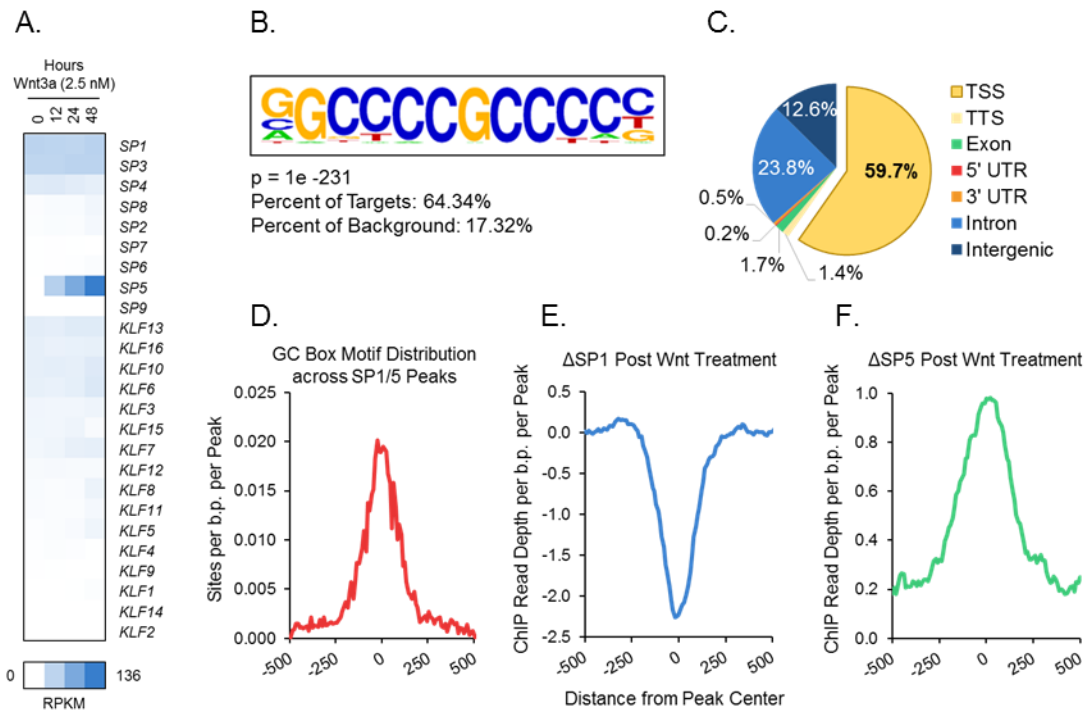 A.
Hours
Wnt3a (2.5 nM)
0 12 24 48
SP1
SP3
SP4
SP8
SP2
SP7
SP6
SP5
SP9
KLF13
KLF16
KLF10
KLF6
KLF3
KLF15
KLF7
KLF12
KLF8
KLF11
KLF5
KLF4
KLF9
KLF1
KLF14
KLF2
0 136
RPKM
B.
GGCCCCGCCCCC
C T T T T A T
A G
p = 1e -231
Percent of Targets: 64.34%
Percent of Background: 17.32%
C.
12.6%
59.7%
23.8%
0.5%
0.2%
1.7%
1.4%
TSS
TTS
Exon
5' UTR
3' UTR
Intron
Intergenic
D.
GC Box Motif Distribution
across SP1/5 Peaks
Sites per b.p. per Peak
0.025
0.020
0.015
0.010
0.005
0.000
-500 -250 0 250 500
E.
ΔSP1 Post Wnt Treatment
ChIP Read Depth per b.p. per Peak
0.5
0.0
-0.5
-1.0
-1.5
-2.0
-2.5
-500 -250 0 250 500
Distance from Peak Center
F.
ΔSP5 Post Wnt Treatment
ChIP Read Depth per b.p. per Peak
1.0
0.8
0.6
0.4
0.2
0.0
-500 -250 0 250 500